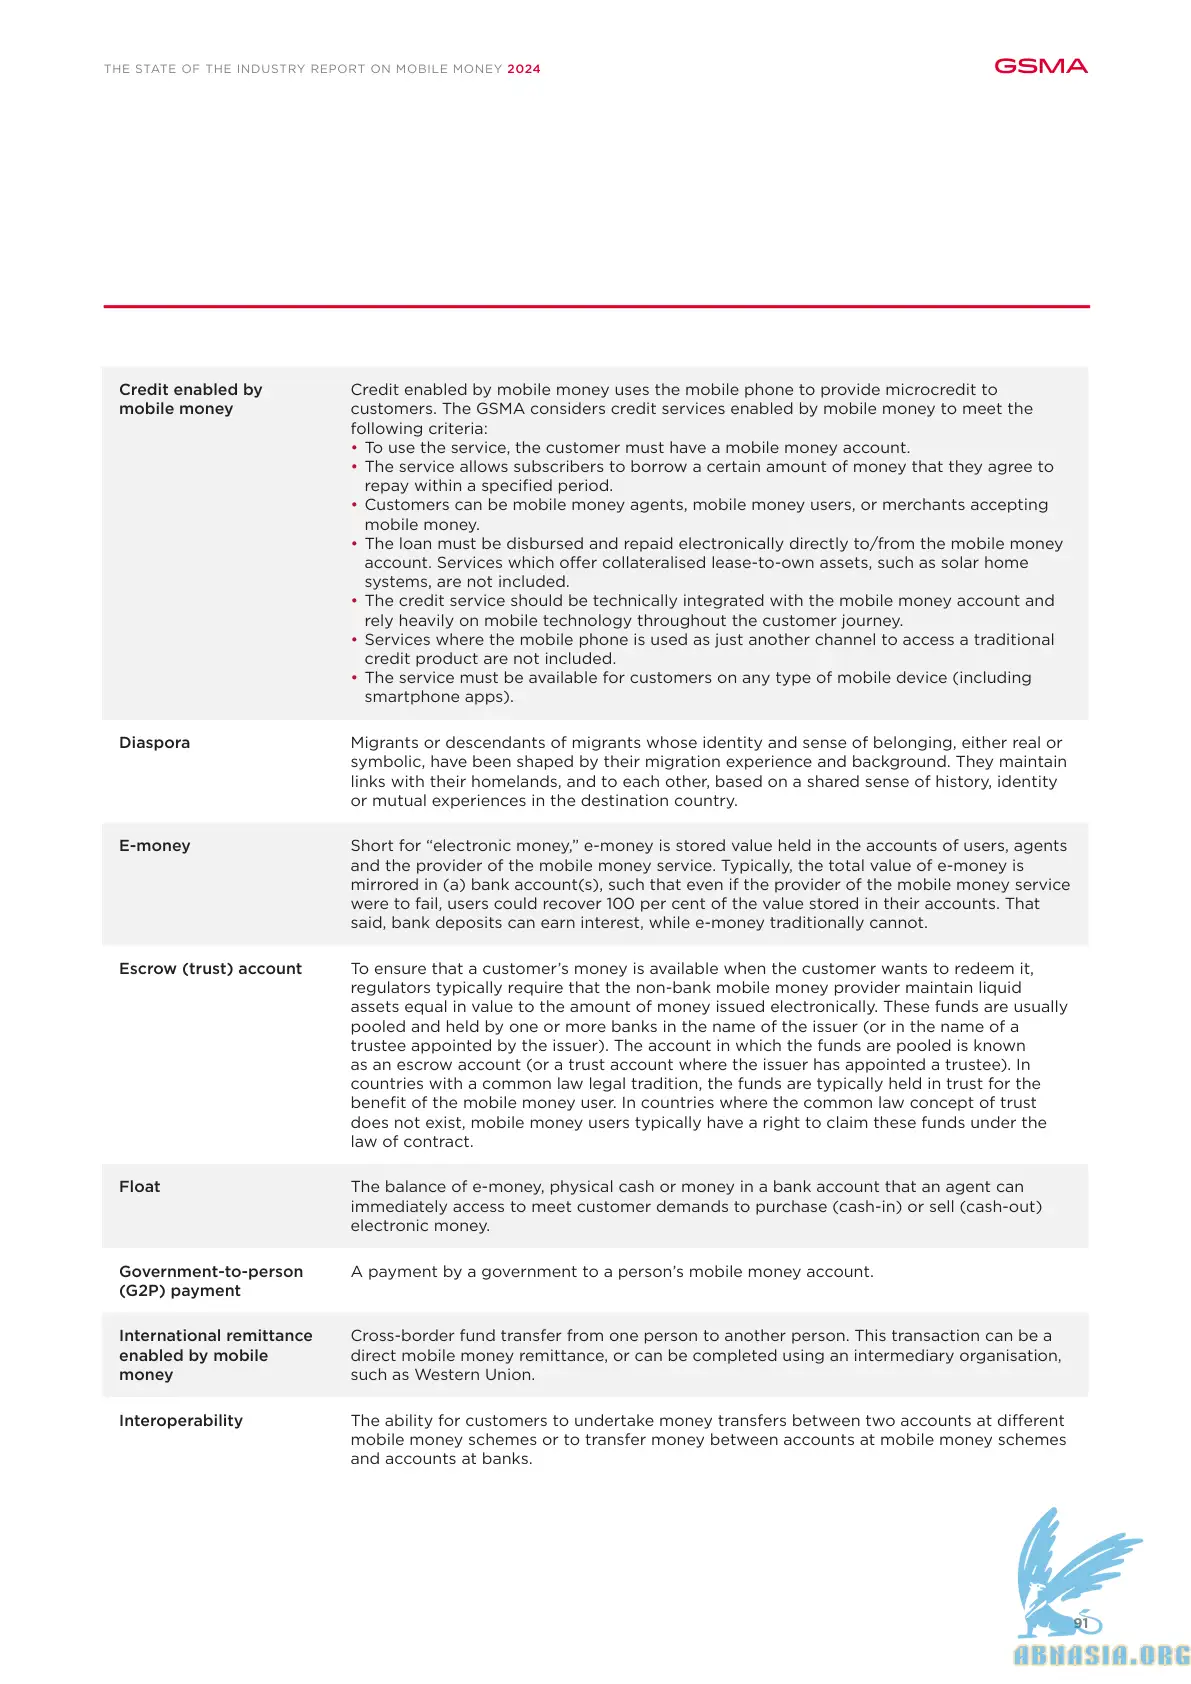 THE STATE OF THE INDUSTRY REPORT ON MOBILE MONEY 2024
GSMA
Credit enabled by
mobile money
Credit enabled by mobile money uses the mobile phone to provide microcredit to
customers. The GSMA considers credit services enabled by mobile money to meet the
following criteria:
• To use the service, the customer must have a mobile money account.
• The service allows subscribers to borrow a certain amount of money that they agree to
repay within a specified period.
• Customers can be mobile money agents, mobile money users, or merchants accepting
mobile money.
• The loan must be disbursed and repaid electronically directly to/from the mobile money
account. Services which offer collateralised lease-to-own assets, such as solar home
systems, are not included.
• The credit service should be technically integrated with the mobile money account and
rely heavily on mobile technology throughout the customer journey.
• Services where the mobile phone is used as just another channel to access a traditional
credit product are not included.
• The service must be available for customers on any type of mobile device (including
smartphone apps).
Diaspora
Migrants or descendants of migrants whose identity and sense of belonging, either real or
symbolic, have been shaped by their migration experience and background. They maintain
links with their homelands, and to each other, based on a shared sense of history, identity
or mutual experiences in the destination country.
E-money
Short for “electronic money,” e-money is stored value held in the accounts of users, agents
and the provider of the mobile money service. Typically, the total value of e-money is
mirrored in (a) bank account(s), such that even if the provider of the mobile money service
were to fail, users could recover 100 per cent of the value stored in their accounts. That
said, bank deposits can earn interest, while e-money traditionally cannot.
Escrow (trust) account
To ensure that a customer’s money is available when the customer wants to redeem it,
regulators typically require that the non-bank mobile money provider maintain liquid
assets equal in value to the amount of money issued electronically. These funds are usually
pooled and held by one or more banks in the name of the issuer (or in the name of a
trustee appointed by the issuer). The account in which the funds are pooled is known
as an escrow account (or a trust account where the issuer has appointed a trustee). In
countries with a common law legal tradition, the funds are typically held in trust for the
benefit of the mobile money user. In countries where the common law concept of trust
does not exist, mobile money users typically have a right to claim these funds under the
law of contract.
Float
The balance of e-money, physical cash or money in a bank account that an agent can
immediately access to meet customer demands to purchase (cash-in) or sell (cash-out)
electronic money.
Government-to-person
(G2P) payment
A payment by a government to a person’s mobile money account.
International remittance
enabled by mobile
money
Cross-border fund transfer from one person to another person. This transaction can be a
direct mobile money remittance, or can be completed using an intermediary organisation,
such as Western Union.
Interoperability
The ability for customers to undertake money transfers between two accounts at different
mobile money schemes or to transfer money between accounts at mobile money schemes
and accounts at banks.
91
ABNASIA.ORG